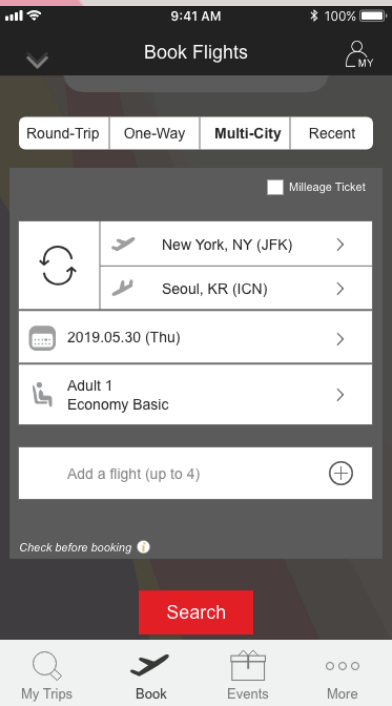 9:41 AM
100%
Book Flights
MY
Round-Trip
One-Way
Multi-City
Recent
Milleage Ticket
New York, NY (JFK)
Seoul, KR (ICN)
2019.05.30 (Thu)
Adult 1
Economy Basic
Add a flight (up to 4)
Check before booking i
Search
My Trips
Book
Events
More